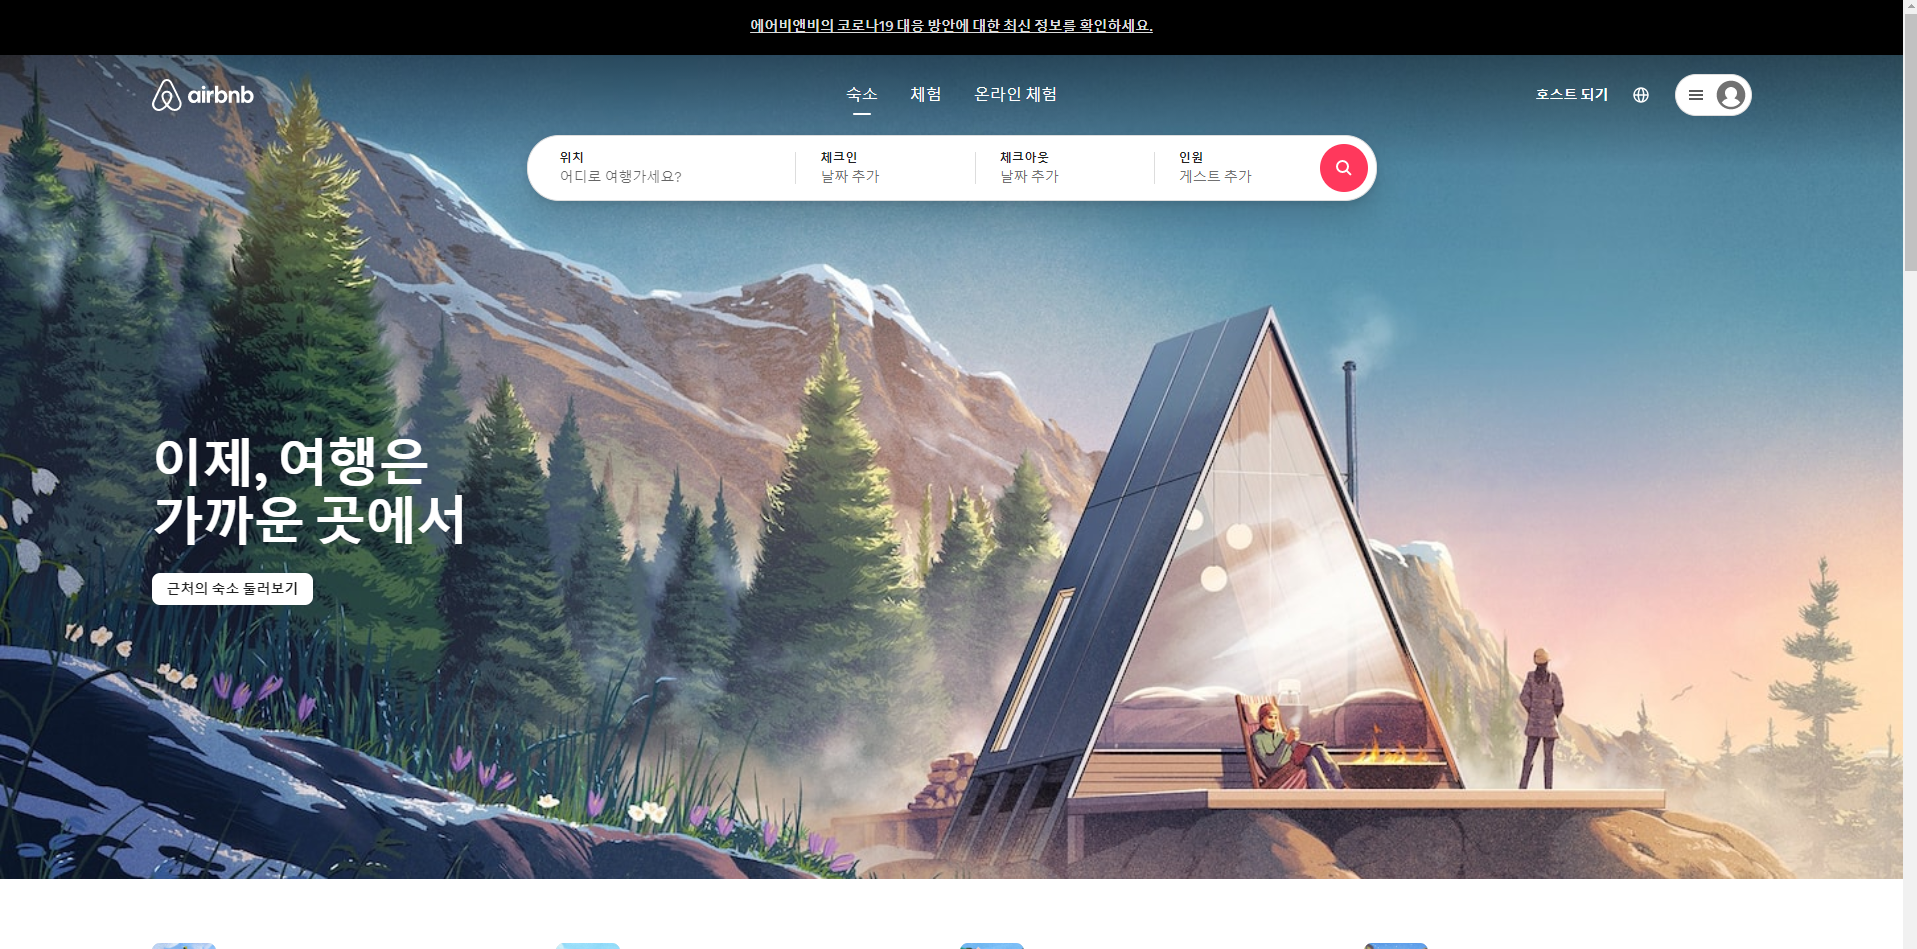 에어비앤비의 코로나19 대응 방안에 대한 최신 정보를 확인하세요.
airbnb
숙소
체험
온라인 체험
호스트 되기
위치
어디로 여행가세요?
체크인
날짜 추가
체크아웃
날짜 추가
인원
게스트 추가
이제, 여행은
가까운 곳에서
근처의 숙소 둘러보기